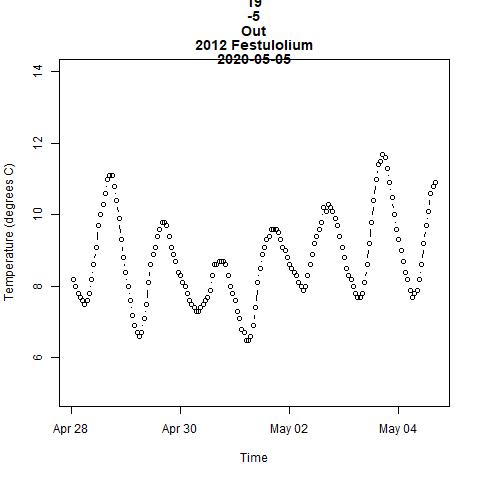 19
-5
Out
2012 Festulolium
2020-05-05
Temperature (degrees C)
14
12
10
8
6
Apr 28
Apr 30
May 02
May 04
Time